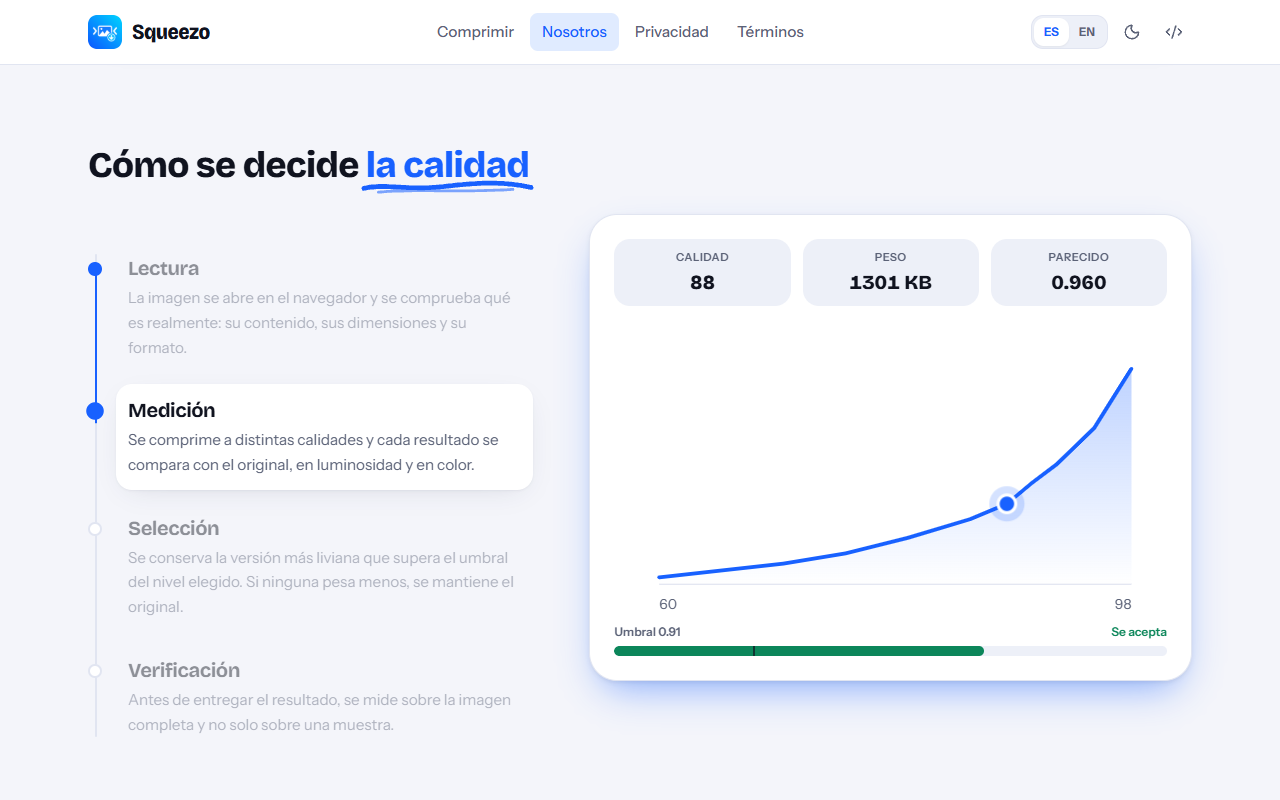 Squeezo
Comprimir
Nosotros
Privacidad
Términos
ES
EN
Cómo se decide la calidad
Lectura
La imagen se abre en el navegador y se comprueba qué
es realmente: su contenido, sus dimensiones y su
formato.
Medición
Se comprime a distintas calidades y cada resultado se
compara con el original, en luminosidad y en color.
Selección
Se conserva la versión más liviana que supera el umbral
del nivel elegido. Si ninguna pesa menos, se mantiene el
original.
Verificación
Antes de entregar el resultado, se mide sobre la imagen
completa y no solo sobre una muestra.
CALIDAD
88
PESO
1301 KB
PARECIDO
0.960
60
98
Umbral 0.91
Se acepta